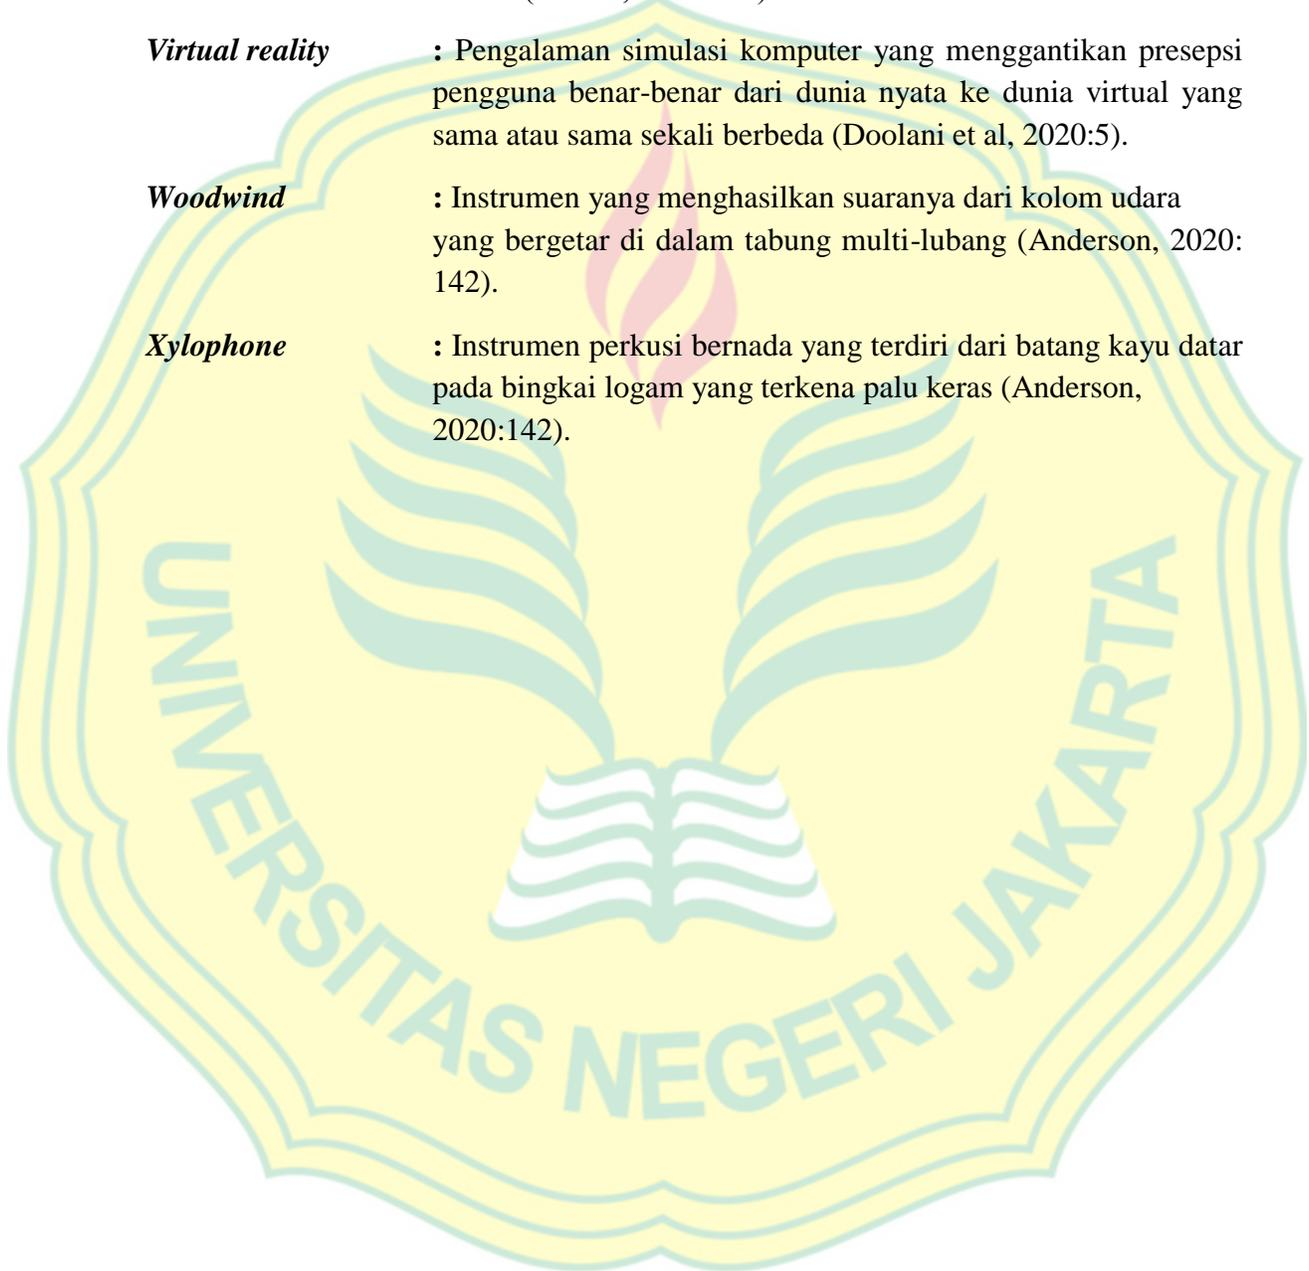 Virtual reality : Pengalaman simulasi komputer yang menggantikan presepsi
pengguna benar-benar dari dunia nyata ke dunia virtual yang
sama atau sama sekali berbeda (Doolani et al, 2020:5).
Woodwind : Instrumen yang menghasilkan suaranya dari kolom udara
yang bergetar di dalam tabung multi-lubang (Anderson, 2020:
142).
Xylophone : Instrumen perkusi bernada yang terdiri dari batang kayu datar
pada bingkai logam yang terkena palu keras (Anderson,
2020:142).
UNIVERSITAS NEGERI JAKARTA